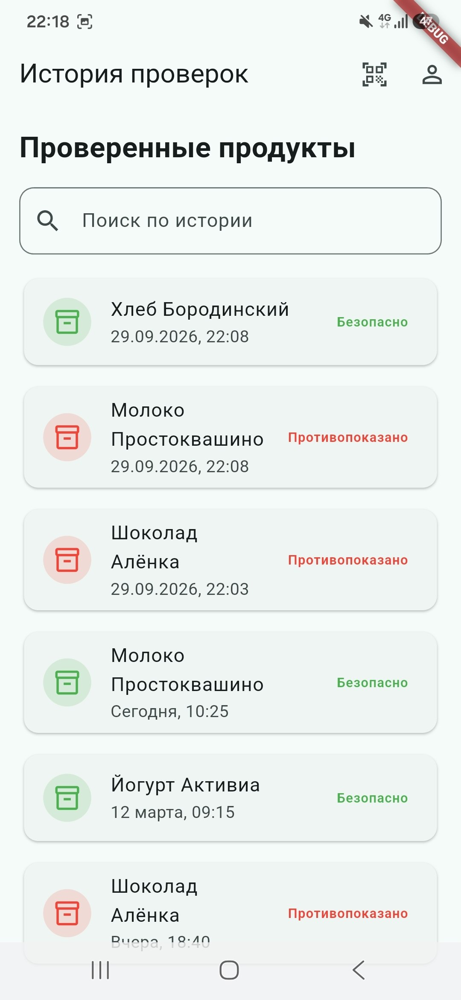 22:18
4G
История проверок
Проверенные продукты
Поиск по истории
Хлеб Бородинский
29.09.2026, 22:08
Безопасно
Молоко
Простоквашино
29.09.2026, 22:08
Противопоказано
Шоколад
Алёнка
29.09.2026, 22:03
Противопоказано
Молоко
Простоквашино
Сегодня, 10:25
Безопасно
Йогурт Активиа
12 марта, 09:15
Безопасно
Шоколад
Алёнка
Вчера, 18:40
Противопоказано